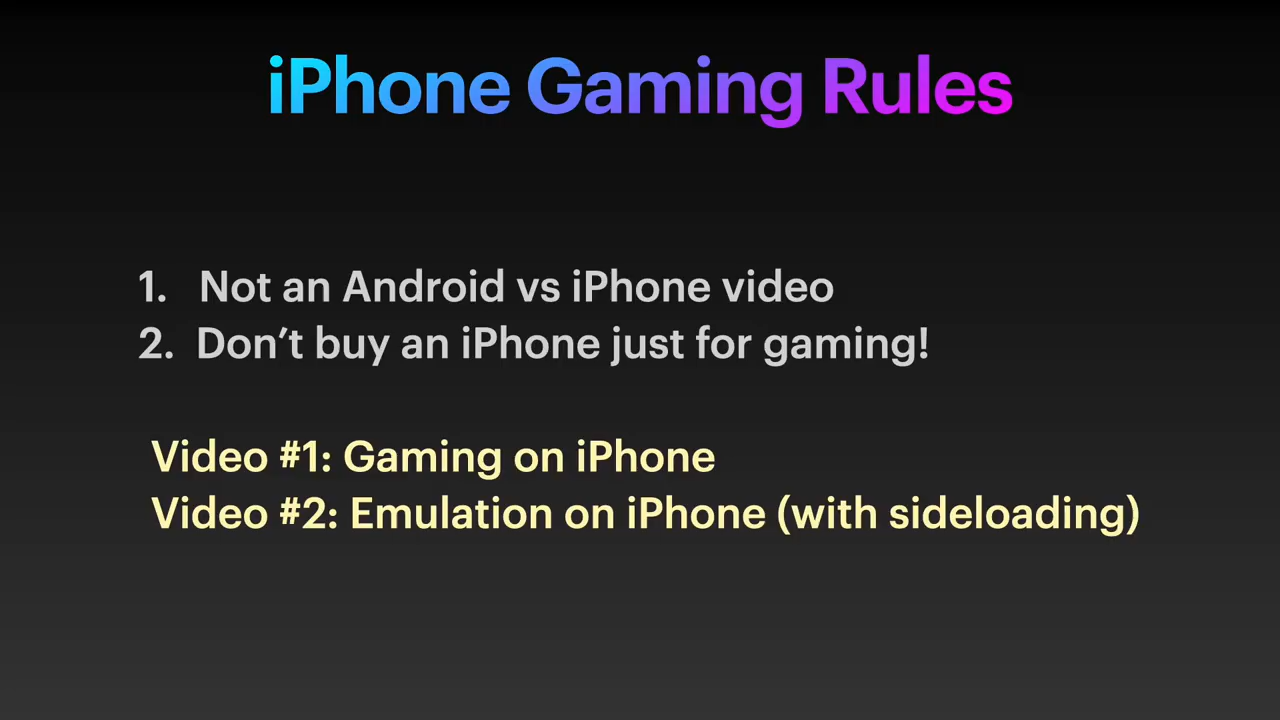 iPhone Gaming Rules
1. Not an Android vs iPhone video
2. Don’t buy an iPhone just for gaming!
Video #1: Gaming on iPhone
Video #2: Emulation on iPhone (with sideloading)